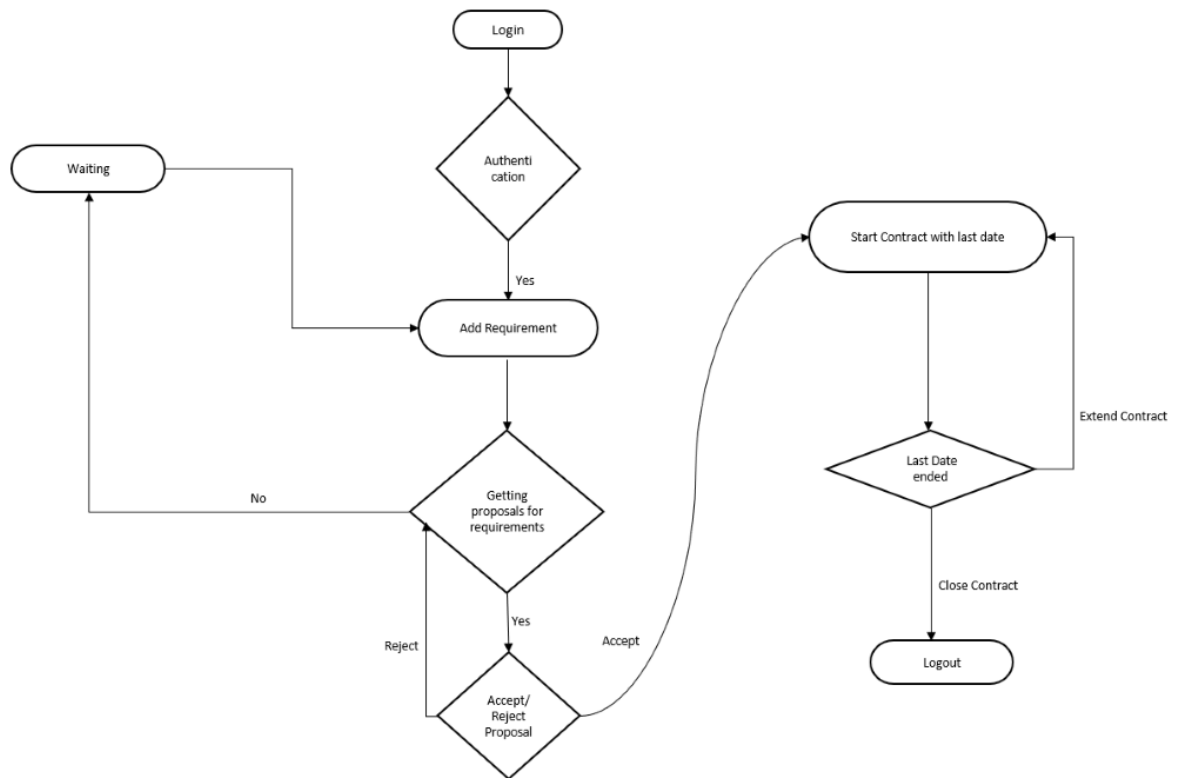 Login
Authenti
cation
Waiting
Yes
Add Requirement
Start Contract with last date
Getting
proposals for
requirements
No
Last Date
ended
Extend Contract
Yes
Reject
Accept
Accept/
Reject
Proposal
Close Contract
Logout